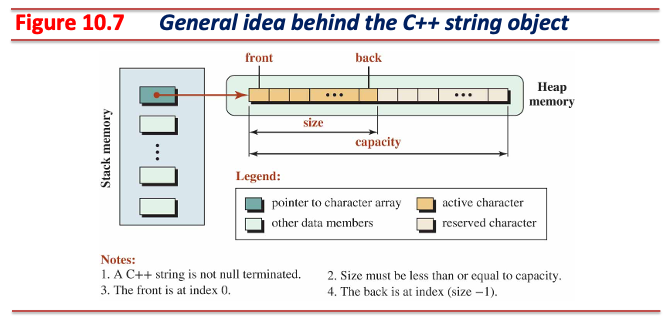 Figure 10.7 General idea behind the C++ string object
front back
Heap
memory
size
capacity
Stack memory
Legend:
pointer to character array active character
other data members reserved character
Notes:
1. A C++ string is not null terminated. 2. Size must be less than or equal to capacity.
3. The front is at index 0. 4. The back is at index (size −1).